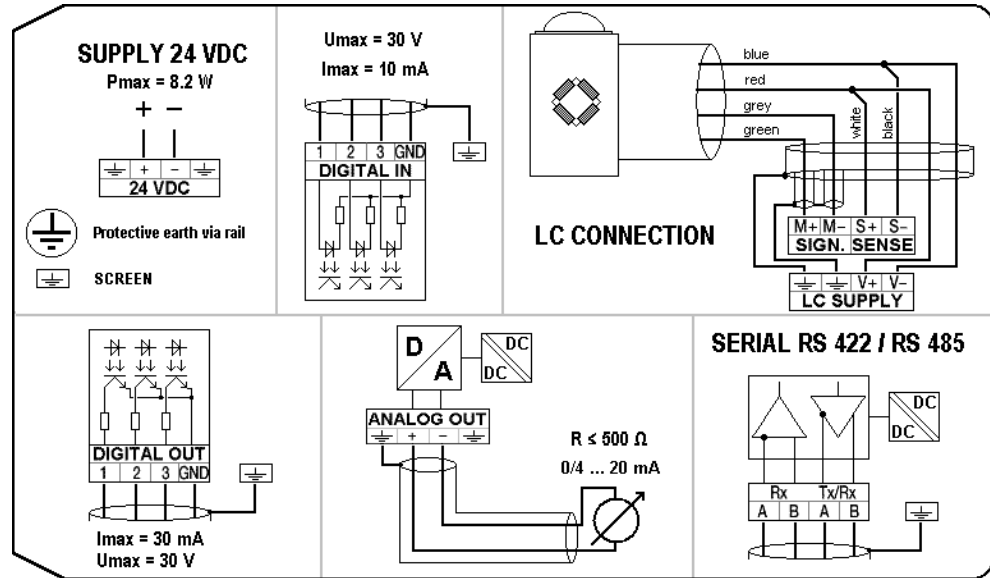 SUPPLY 24 VDC
Pmax = 8.2 W
+ −
+ -
24 VDC
Protective earth via rail
SCREEN
Umax = 30 V
Imax = 10 mA
1 2 3 GND
DIGITAL IN
blue
red
grey
green
white
black
LC CONNECTION
M+ M- S+ S-
SIGN. SENSE
V+ V-
LC SUPPLY
DIGITAL OUT
1 2 3 GND
Imax = 30 mA
Umax = 30 V
D
A
DC
DC
ANALOG OUT
+ −
R ≤ 500 Ω
0/4 ... 20 mA
SERIAL RS 422 / RS 485
DC
DC
Rx Tx/Rx
A B A B